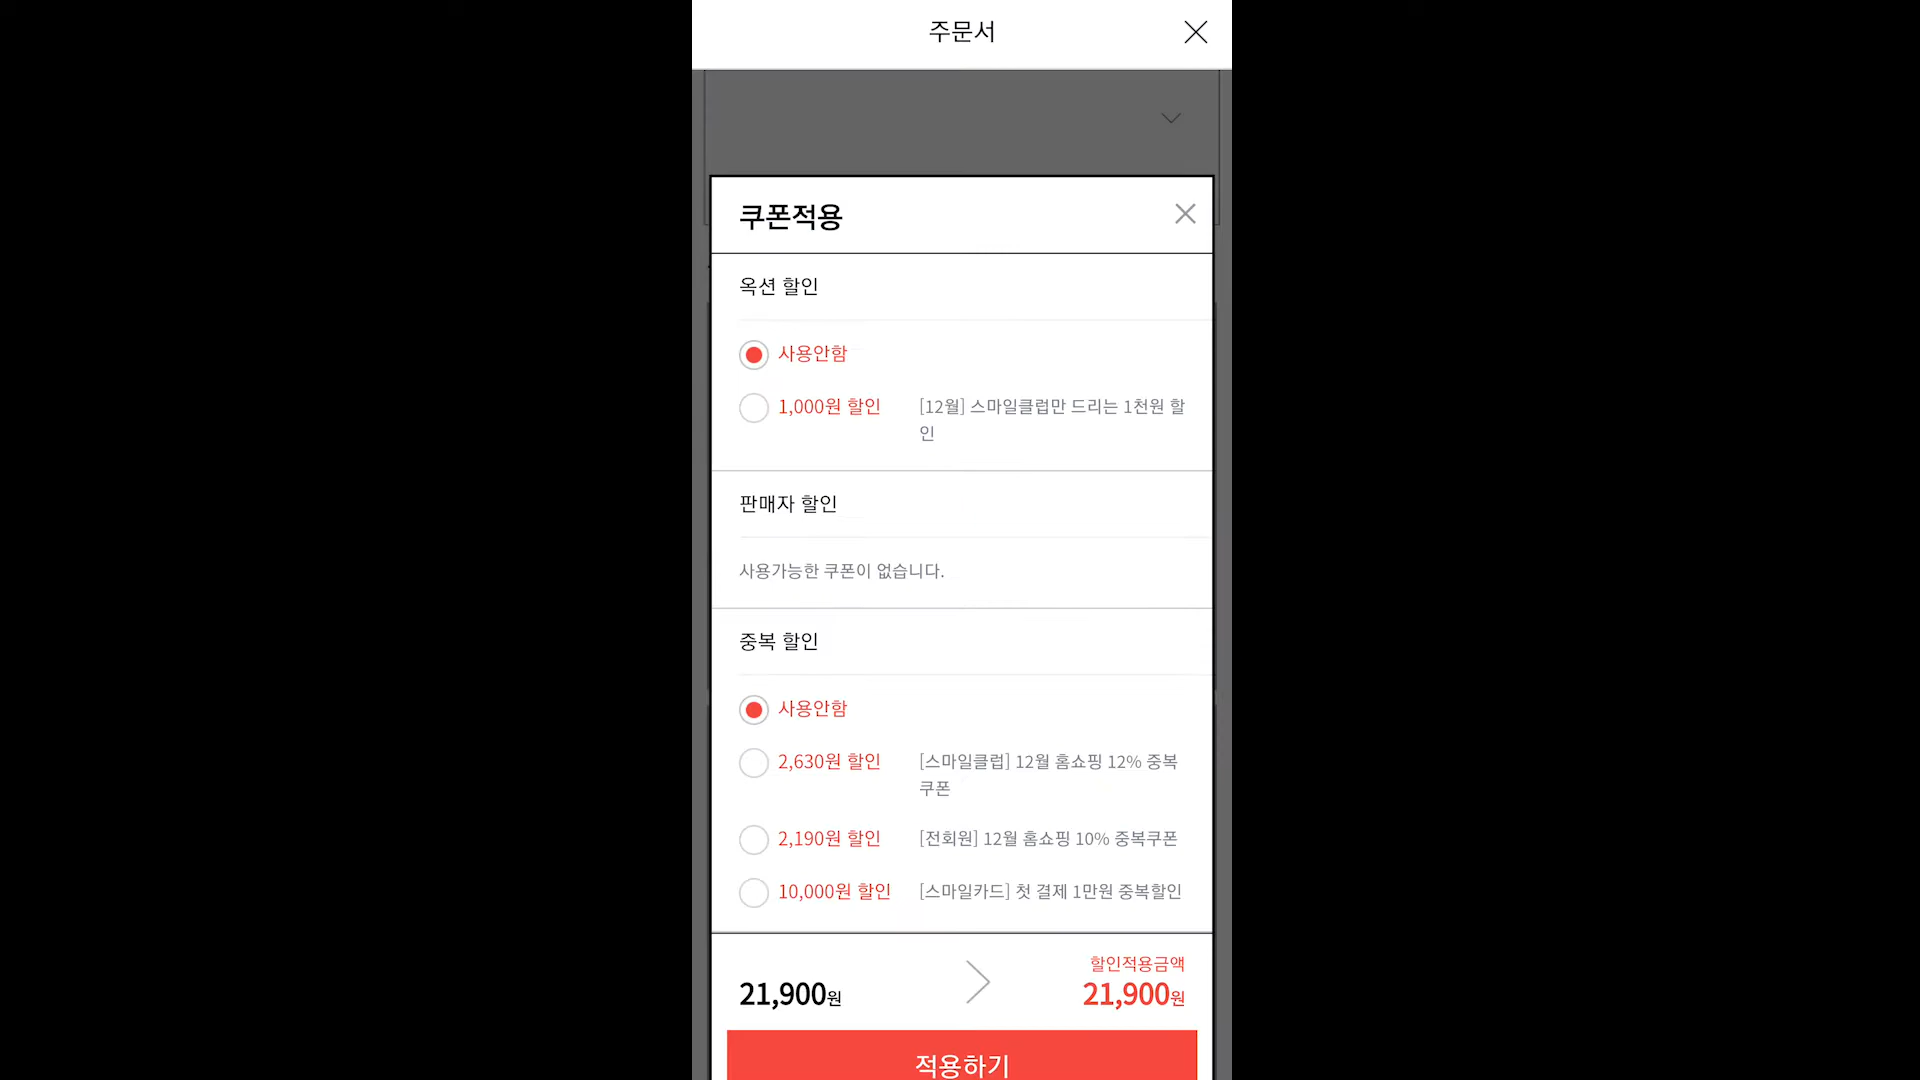 주문서
쿠폰적용
옥션 할인
사용안함
1,000원 할인
[12월] 스마일클럽만 드리는 1천원 할
인
판매자 할인
사용가능한 쿠폰이 없습니다.
중복 할인
사용안함
2,630원 할인
[스마일클럽] 12월 홈쇼핑 12% 중복
쿠폰
2,190원 할인
[전회원] 12월 홈쇼핑 10% 중복쿠폰
10,000원 할인
[스마일카드] 첫 결제 1만원 중복할인
21,900원
할인적용금액
21,900원
적용하기